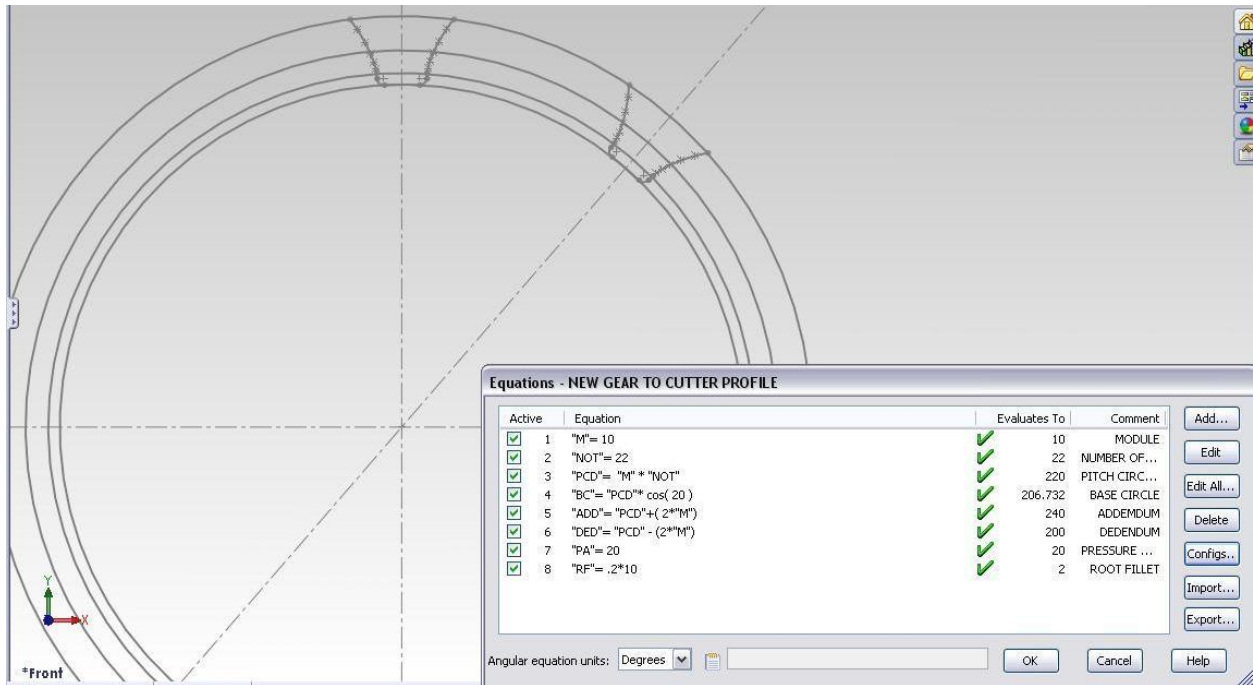 Equations - NEW GEAR TO CUTTER PROFILE
Active Equation Evaluates To Comment Add...
1 "M"= 10 10 MODULE
2 "NOT"= 22 22 NUMBER OF... Edit
3 "PCD"= "M" * "NOT" 220 PITCH CIRC...
4 "BC"= "PCD"* cos( 20 ) 206.732 BASE CIRCLE Edit All...
5 "ADD"= "PCD"+( 2*"M") 240 ADDEMDUM
6 "DED"= "PCD" - (2*"M") 200 DEDENDUM Delete
7 "PA"= 20 20 PRESSURE ... Configs..
8 "RF"= .2*10 2 ROOT FILLET
Import...
Export...
Y
X
*Front
Angular equation units: Degrees OK Cancel Help